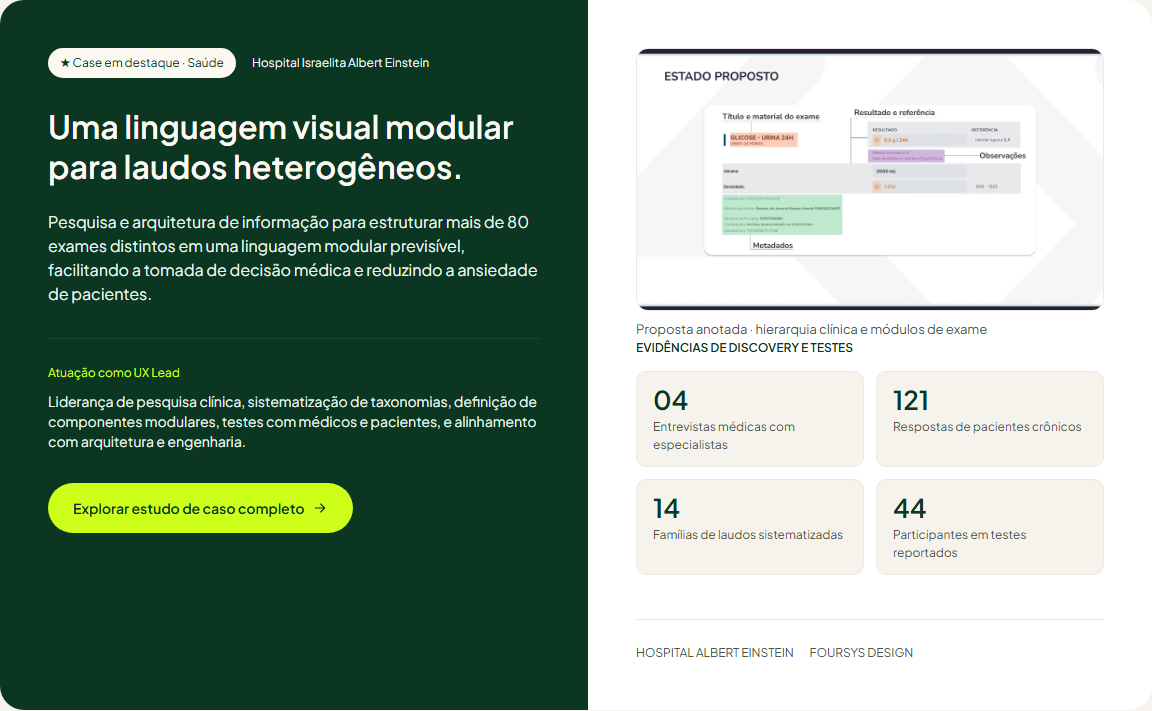 ★ Case em destaque · Saúde
Hospital Israelita Albert Einstein
Uma linguagem visual modular
para laudos heterogêneos.
Pesquisa e arquitetura de informação para estruturar mais de 80
exames distintos em uma linguagem modular previsível,
facilitando a tomada de decisão médica e reduzindo a ansiedade
de pacientes.
Atuação como UX Lead
Liderança de pesquisa clínica, sistematização de taxonomias, definição de
componentes modulares, testes com médicos e pacientes, e alinhamento
com arquitetura e engenharia.
Explorar estudo de caso completo →
ESTADO PROPOSTO
Título e material do exame
Resultado e referência
GLICOSE - URINA 24H
RESULTADO
REFERÊNCIA
Observações
Volume:
2000 mL
Densidade:
Metadados
Proposta anotada · hierarquia clínica e módulos de exame
EVIDÊNCIAS DE DISCOVERY E TESTES
04
Entrevistas médicas com
especialistas
121
Respostas de pacientes crônicos
14
Famílias de laudos sistematizadas
44
Participantes em testes
reportados
HOSPITAL ALBERT EINSTEIN
FOURSYS DESIGN